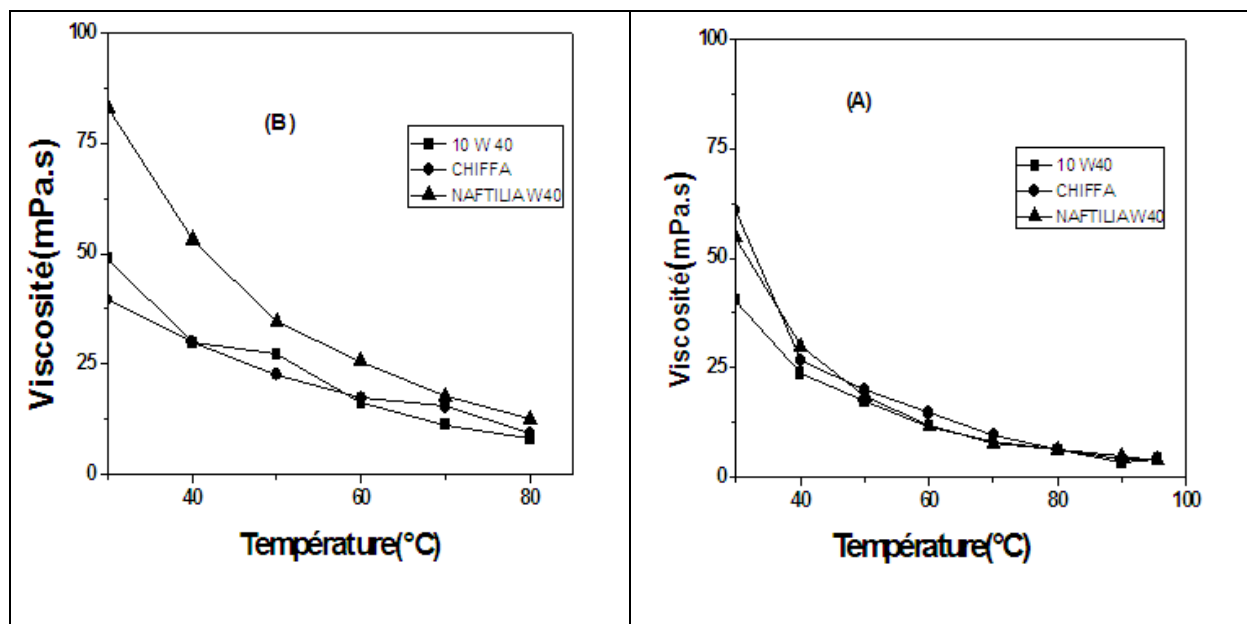 100
75
50
25
0
Viscosité(mPa.s)
(B)
10 W 40
CHIFFA
NAFTILIA W40
40
60
80
Température(°C)
100
75
50
25
0
Viscosité(mPa.s)
(A)
10 W40
CHIFFA
NAFTILIA W40
40
60
80
100
Température(°C)